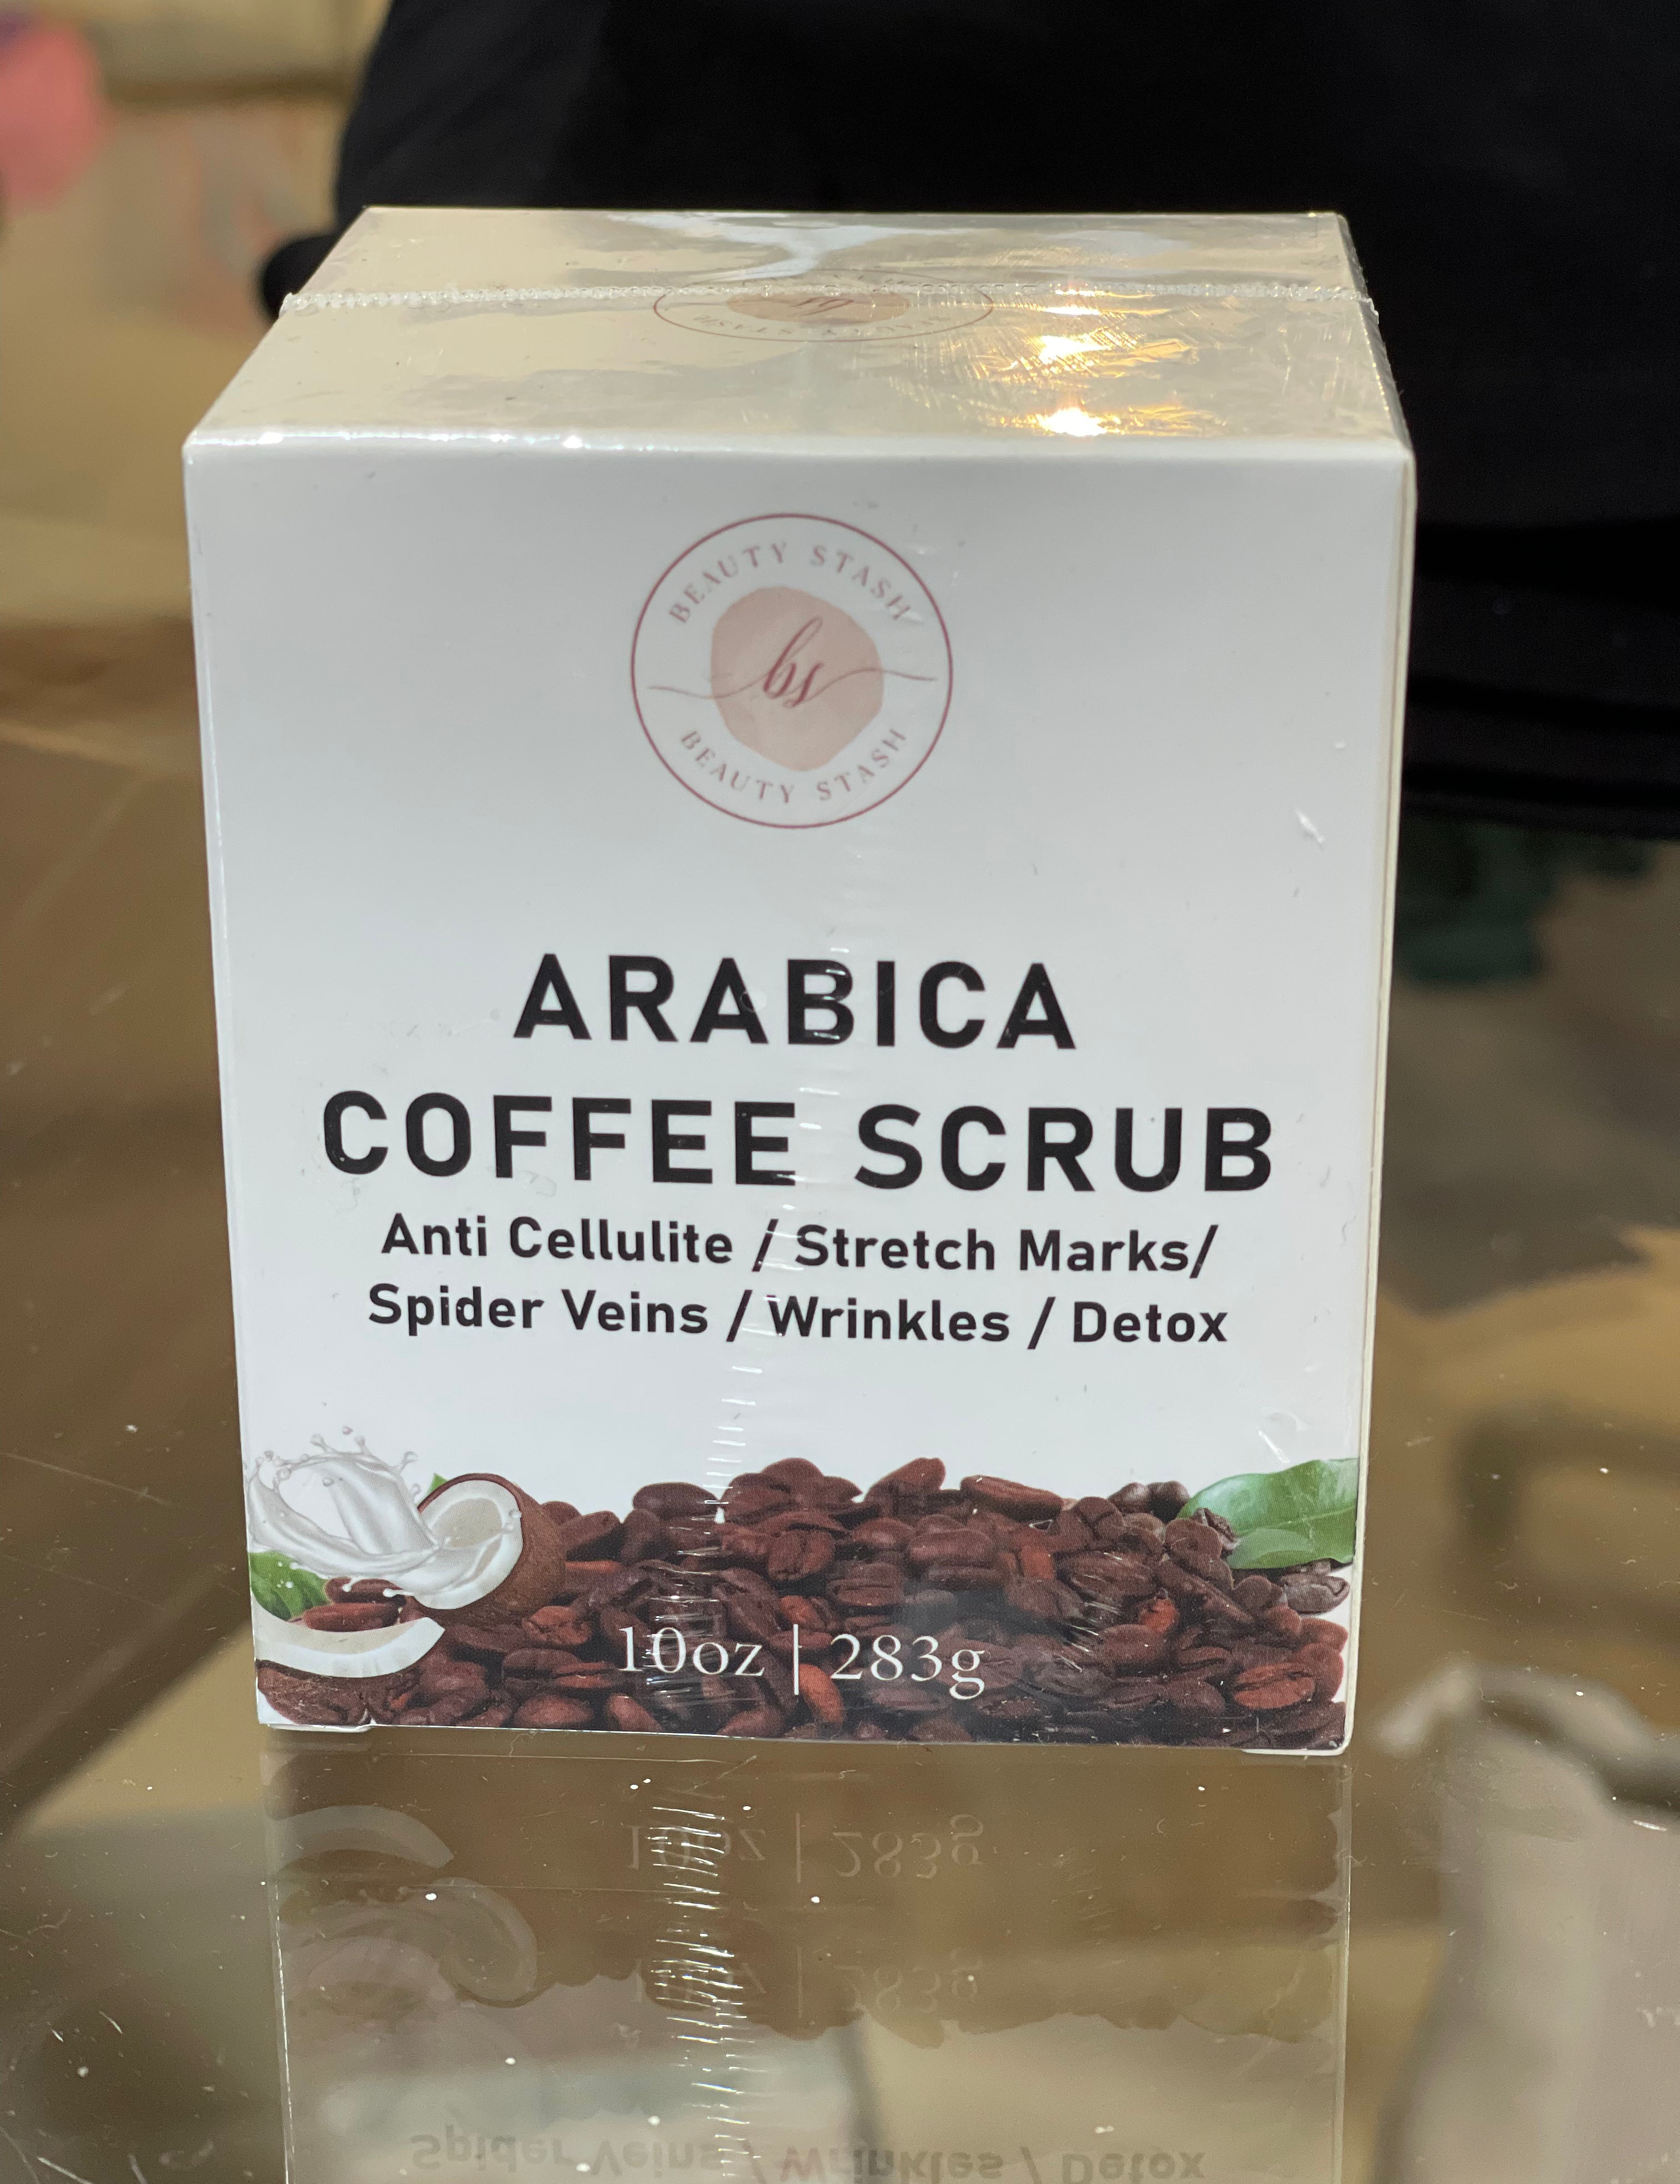 BEAUTY STASH
bs
BEAUTY STASH
ARABICA
COFFEE SCRUB
Anti Cellulite / Stretch Marks/
Spider Veins / Wrinkles / Detox
10oz | 283g